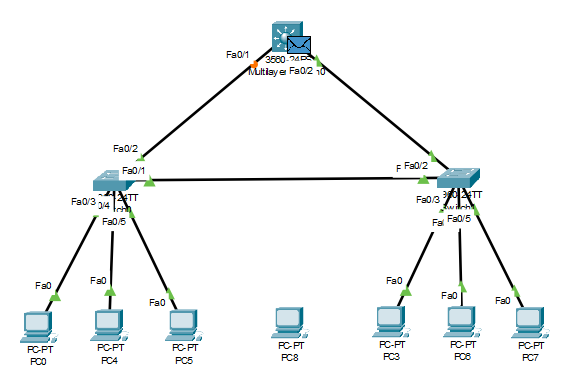 Fa0/1
3560-24PS
Fa0/2
Fa0/2
Fa0/1
Fa0/2
Fa0/3
Fa0/5
Fa0/3
Fa0/5
Fa0
Fa0
Fa0
Fa0
Fa0
Fa0
PC-PT
PC0
PC-PT
PC4
PC-PT
PC5
PC-PT
PC8
PC-PT
PC3
PC-PT
PC6
PC-PT
PC7